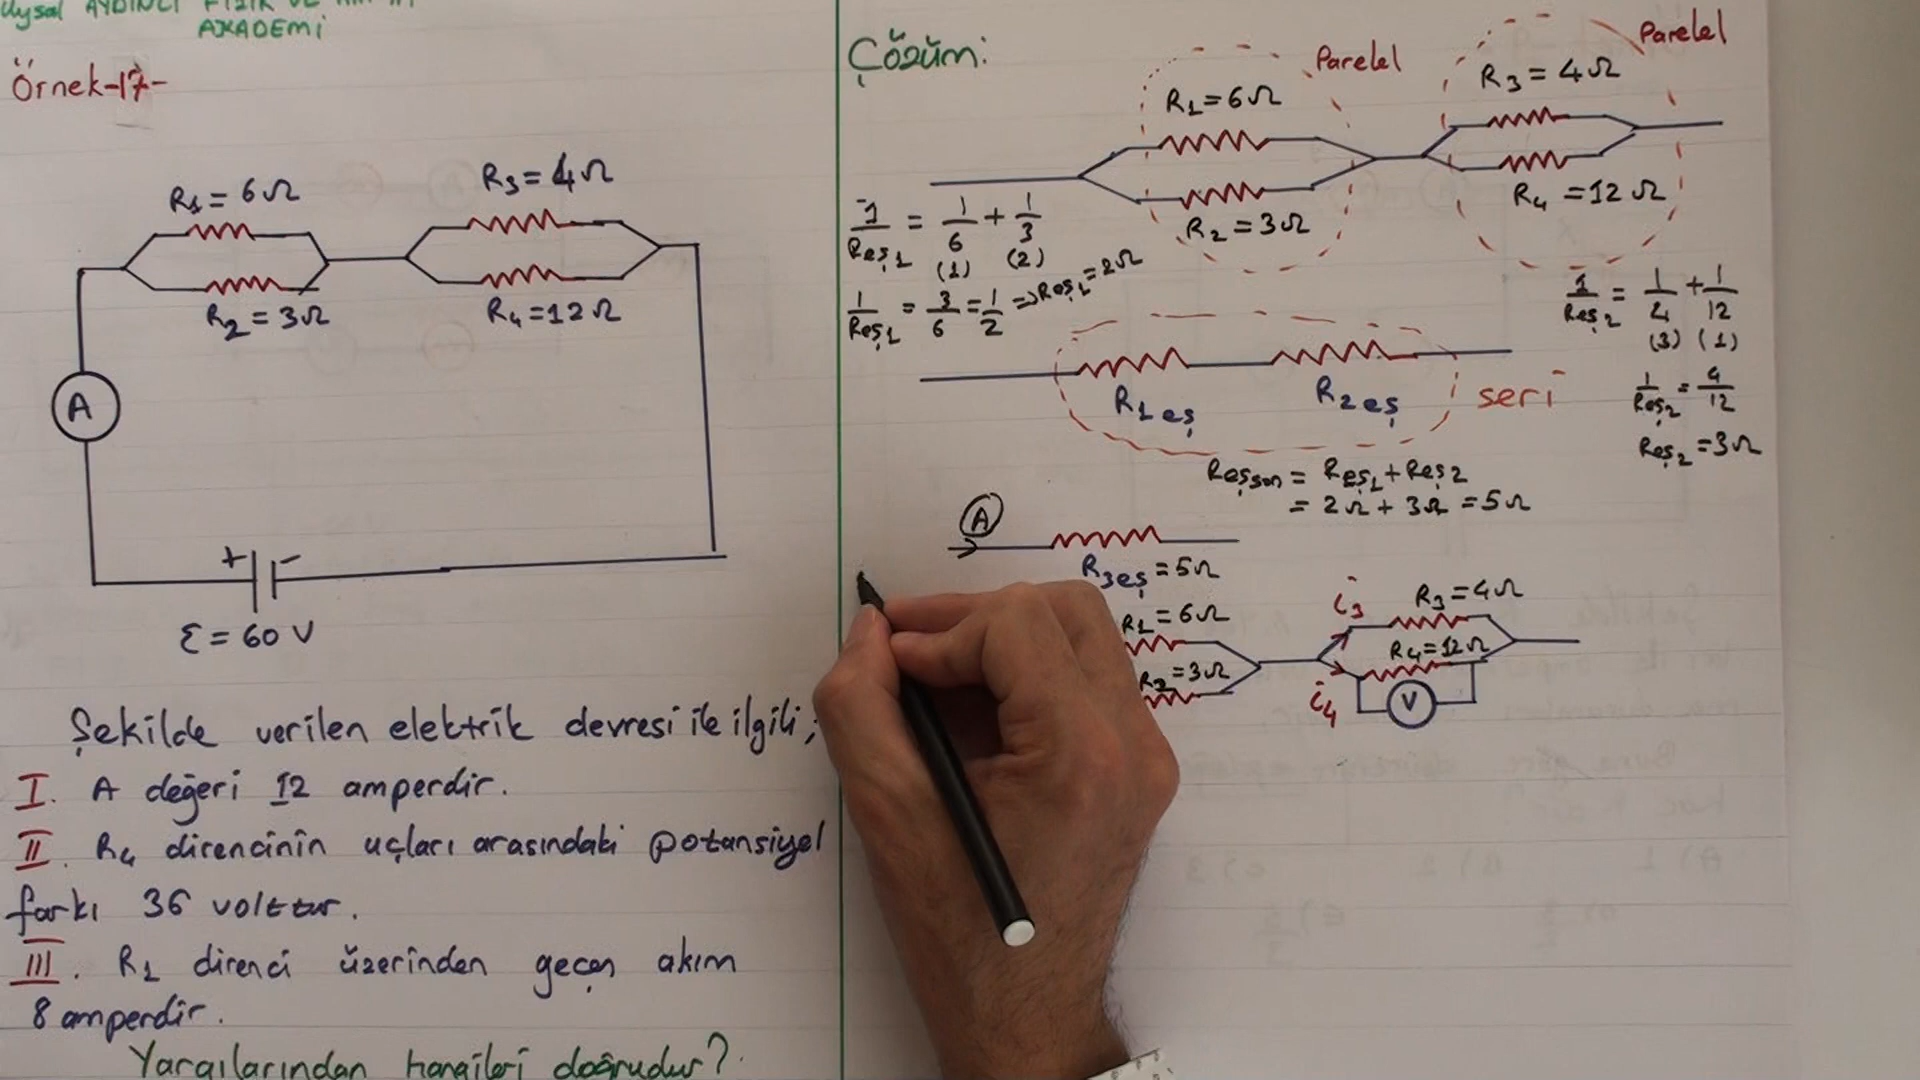 Uysal AYDINLI FİZİK VE
AKADEMİ
Örnek-17-
R1 = 6Ω
R2 = 3Ω
R3 = 4Ω
R4 = 12Ω
A
+ -
Ɛ = 60 V
Şekilde verilen elektrik devresi ile ilgili;
I. A değeri 12 amperdir.
II. R4 direncinin uçları arasındaki potansiyel
farkı 36 volttur.
III. R1 direnci üzerinden geçen akım
8 amperdir.
Yargılarından hangileri doğrudur?
Çözüm:
Parelel
Parelel
R1 = 6Ω
R2 = 3Ω
R3 = 4Ω
R4 = 12Ω
1/Reş1 = 1/6 + 1/3
(1) (2)
1/Reş1 = 3/6 = 1/2 => Reş1 = 2Ω
1/Reş2 = 1/4 + 1/12
(3) (1)
1/Reş2 = 4/12
Reş2 = 3Ω
R1eş R2eş seri
Reşson = Reş1 + Reş2
= 2Ω + 3Ω = 5Ω
A
R3eş = 5Ω
R1 = 6Ω
R2 = 3Ω
i3
R3 = 4Ω
R4 = 12Ω
i4
V